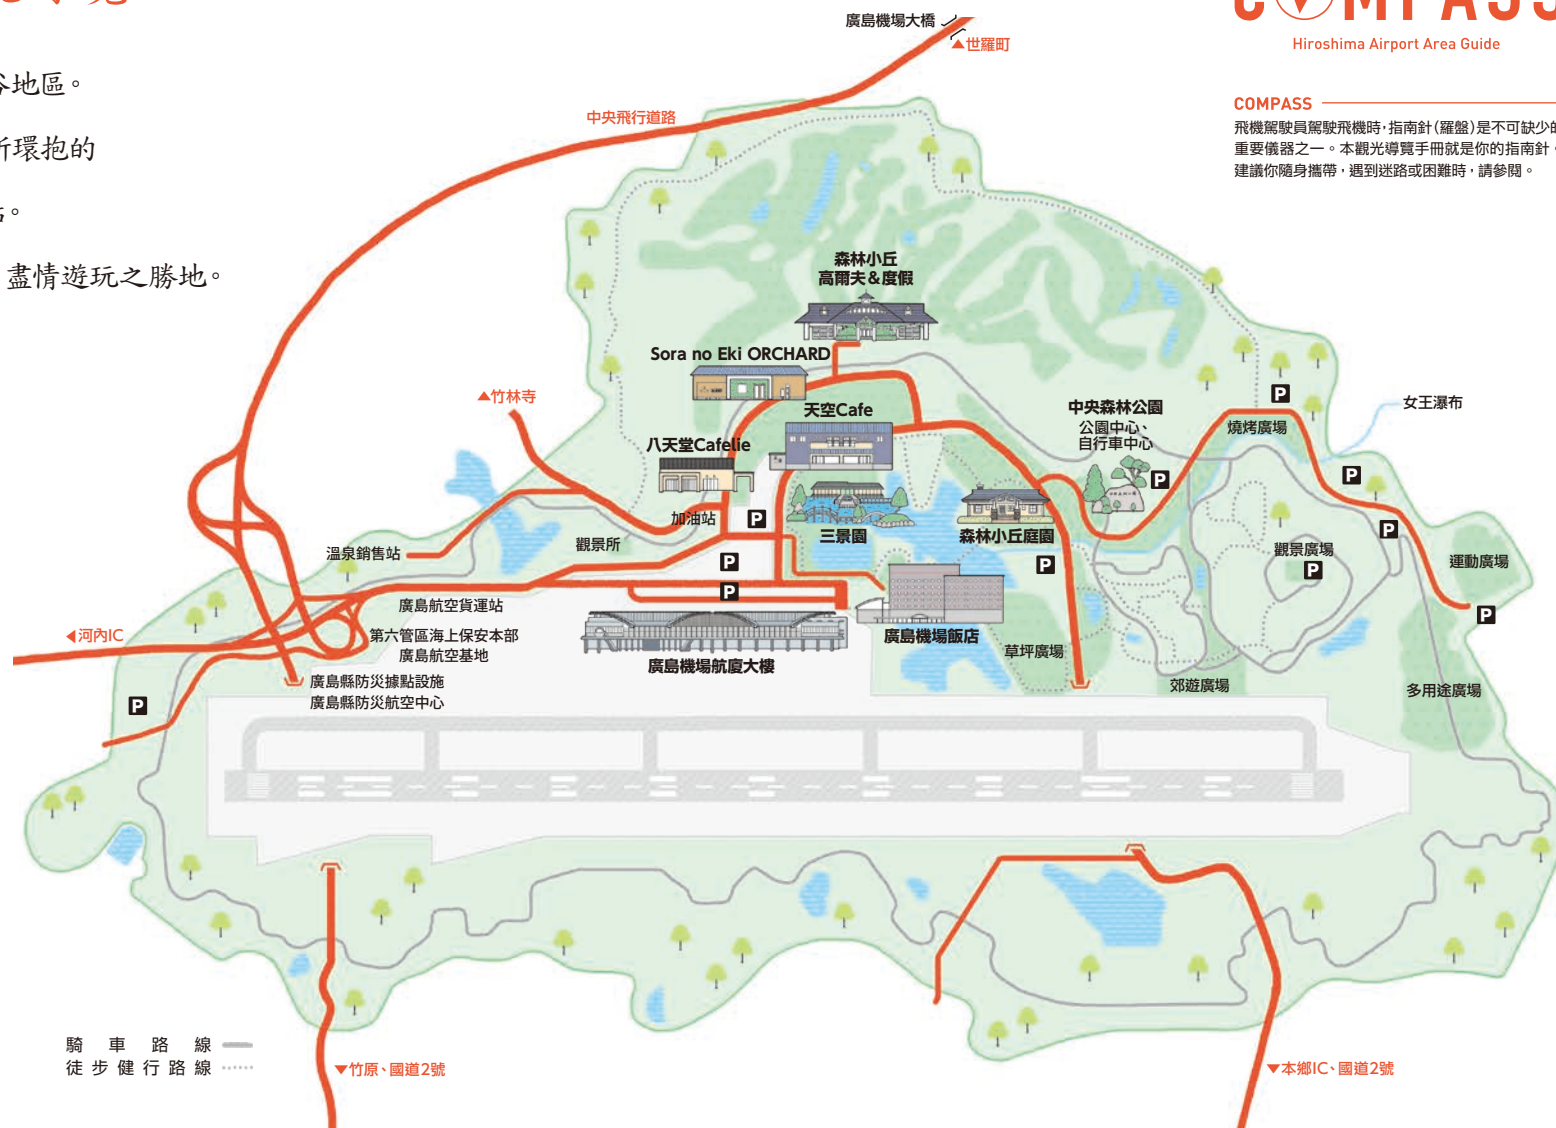 COMPASS
Hiroshima Airport Area Guide
COMPASS
飛機駕駛員駕駛飛機時,指南針(羅盤)是不可缺少的
重要儀器之一。本觀光導覽手冊就是你的指南針。
建議你隨身攜帶,遇到迷路或困難時,請參閱。
地區。
環抱的
。
盡情遊玩之勝地。
廣島機場大橋
▲世羅町
中央飛行道路
森林小丘
高爾夫&度假
Sora no Eki ORCHARD
▲竹林寺
天空Cafe
八天堂Cafelie
中央森林公園
公園中心、
自行車中心
P
燒烤廣場
P
女王瀑布
P
加油站
P
三景園
森林小丘庭園
P
觀景廣場
P
P
運動廣場
P
溫泉銷售站
觀景所
P
P
廣島航空貨運站
◀河內IC
第六管區海上保安本部
廣島航空基地
廣島機場航廈大樓
廣島機場飯店
草坪廣場
郊遊廣場
多用途廣場
廣島縣防災據點設施
廣島縣防災航空中心
P
騎車路線
徒步健行路線
▼竹原、國道2號
▼本鄉IC、國道2號